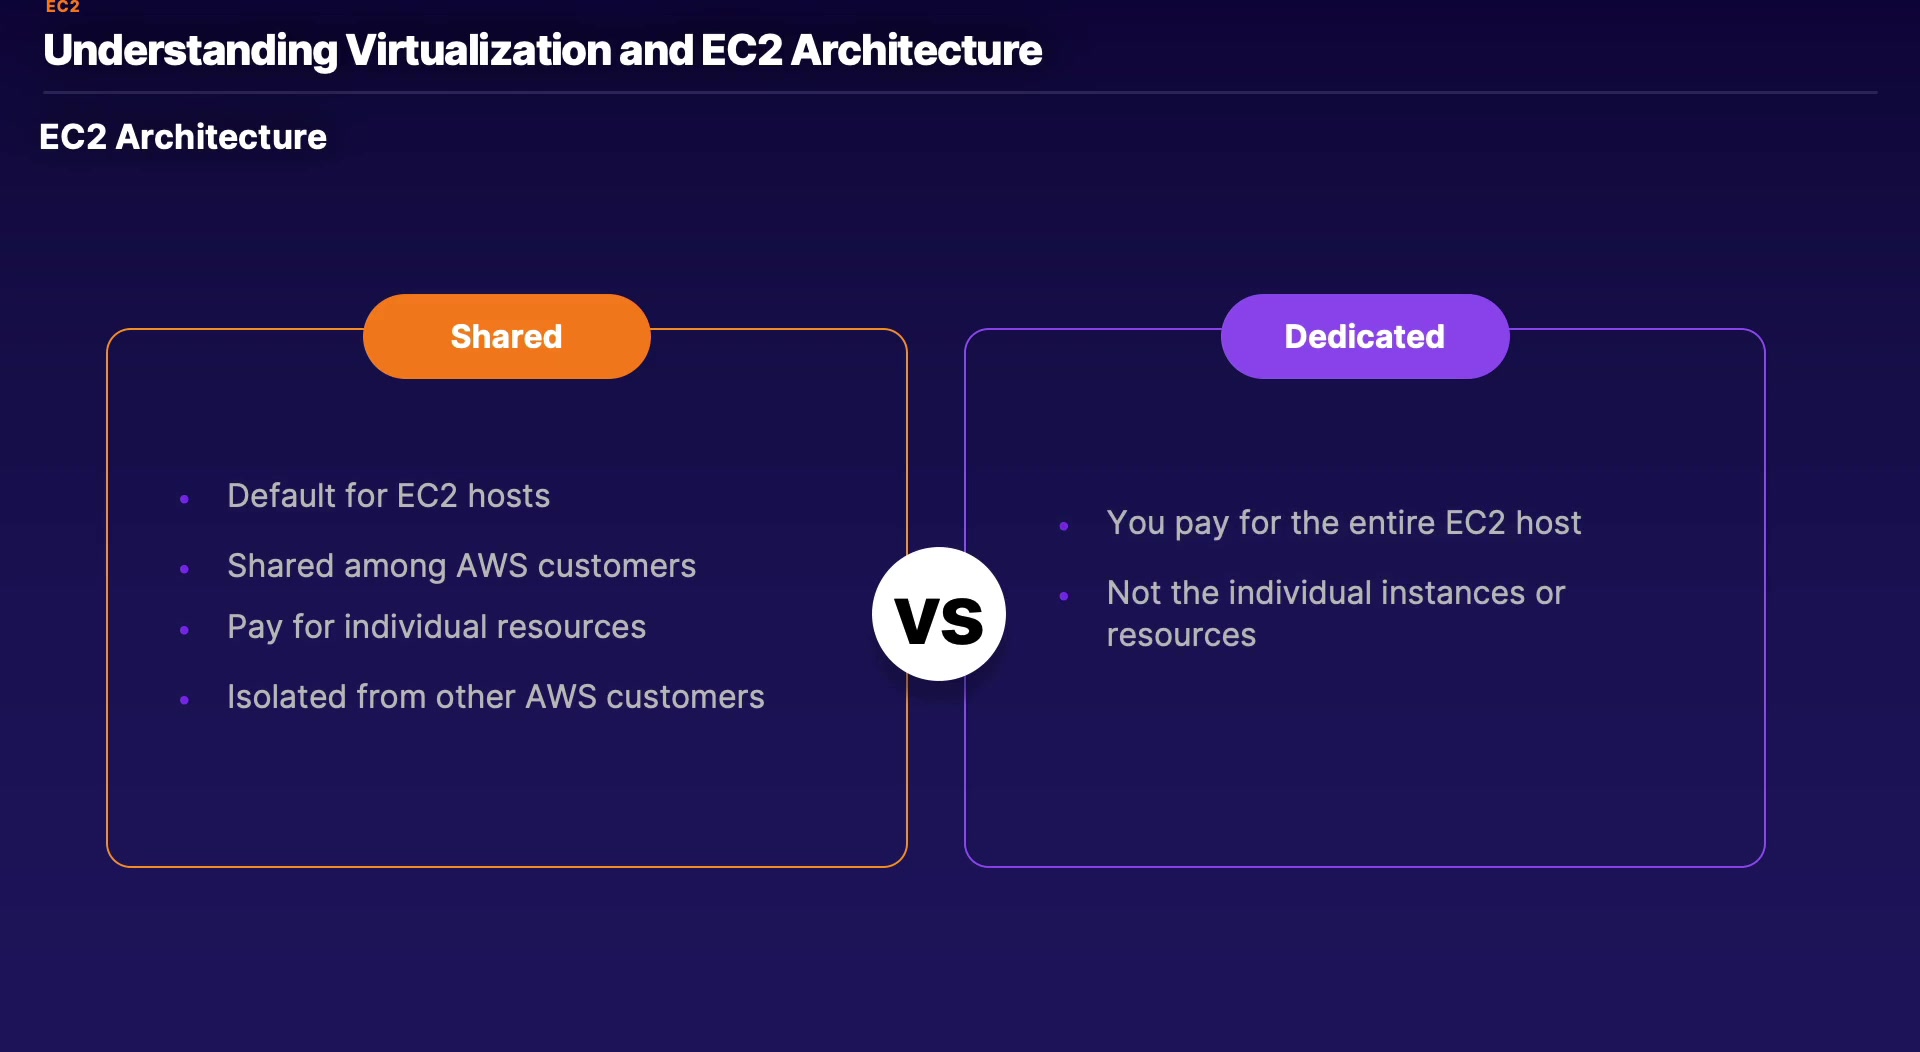 EC2
Understanding Virtualization and EC2 Architecture
EC2 Architecture
Shared
Default for EC2 hosts
Shared among AWS customers
Pay for individual resources
Isolated from other AWS customers
VS
Dedicated
You pay for the entire EC2 host
Not the individual instances or
resources